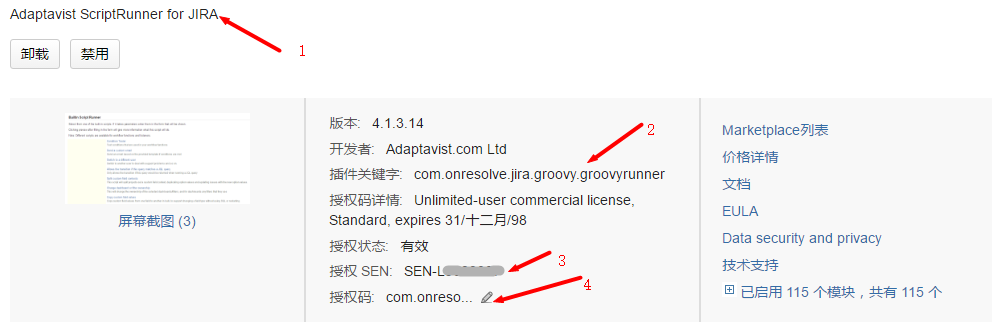 Adaptavist ScriptRunner for JIRA
1
卸载 禁用
屏幕截图 (3)
版本: 4.1.3.14
2
开发者: Adaptavist.com Ltd
插件关键字: com.onresolve.jira.groovy.groovyrunner
授权码详情: Unlimited-user commercial license,
Standard, expires 31/十二月/98
授权状态: 有效
授权 SEN: SEN-L
3
授权码: com.onreso...
4
Marketplace列表
价格详情
文档
EULA
Data security and privacy
技术支持
已启用 115 个模块，共有 115 个